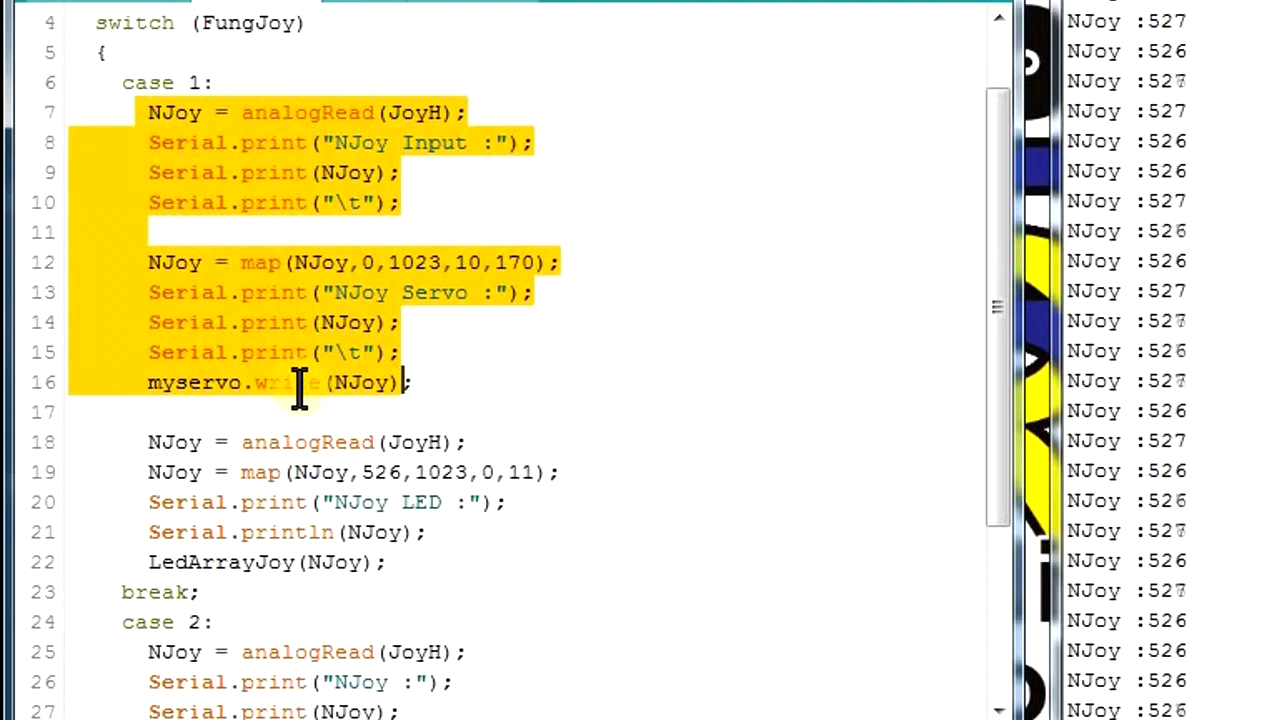 4 switch (FungJoy)
5 {
6 case 1:
7 NJoy = analogRead(JoyH);
8 Serial.print("NJoy Input :");
9 Serial.print(NJoy);
10 Serial.print("\t");
11
12 NJoy = map(NJoy,0,1023,10,170);
13 Serial.print("NJoy Servo :");
14 Serial.print(NJoy);
15 Serial.print("\t");
16 myservo.write(NJoy);
17
18 NJoy = analogRead(JoyH);
19 NJoy = map(NJoy,526,1023,0,11);
20 Serial.print("NJoy LED :");
21 Serial.println(NJoy);
22 LedArrayJoy(NJoy);
23 break;
24 case 2:
25 NJoy = analogRead(JoyH);
26 Serial.print("NJoy :");
27 Serial.print(NJoy);
NJoy :527
NJoy :526
NJoy :527
NJoy :527
NJoy :526
NJoy :526
NJoy :527
NJoy :526
NJoy :526
NJoy :527
NJoy :527
NJoy :526
NJoy :527
NJoy :526
NJoy :527
NJoy :526
NJoy :526
NJoy :527
NJoy :526
NJoy :527
NJoy :526
NJoy :526
NJoy :526
NJoy :526